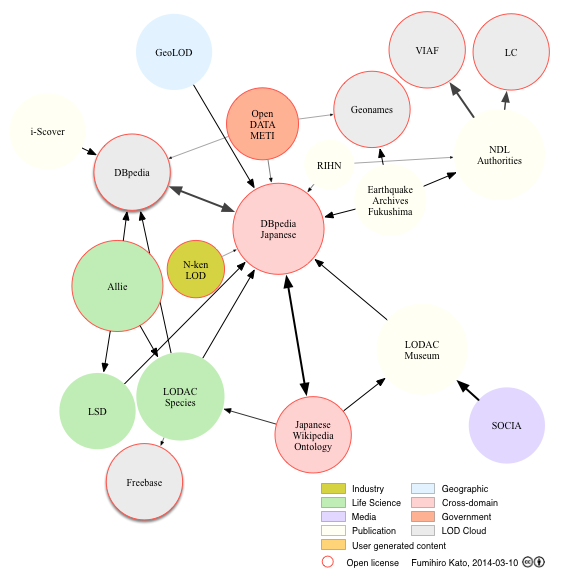 VIAF
LC
GeoLOD
Geonames
Open
DATA
METI
i-Scover
NDL
Authorities
RIHN
DBpedia
Earthquake
Archives
Fukushima
DBpedia
Japanese
N-ken
LOD
Allie
LODAC
Museum
LODAC
Species
LSD
SOCIA
Japanese
Wikipedia
Ontology
Freebase
Industry
Geographic
Life Science
Cross-domain
Media
Government
Publication
LOD Cloud
User generated content
Open license
Fumihiro Kato, 2014-03-10